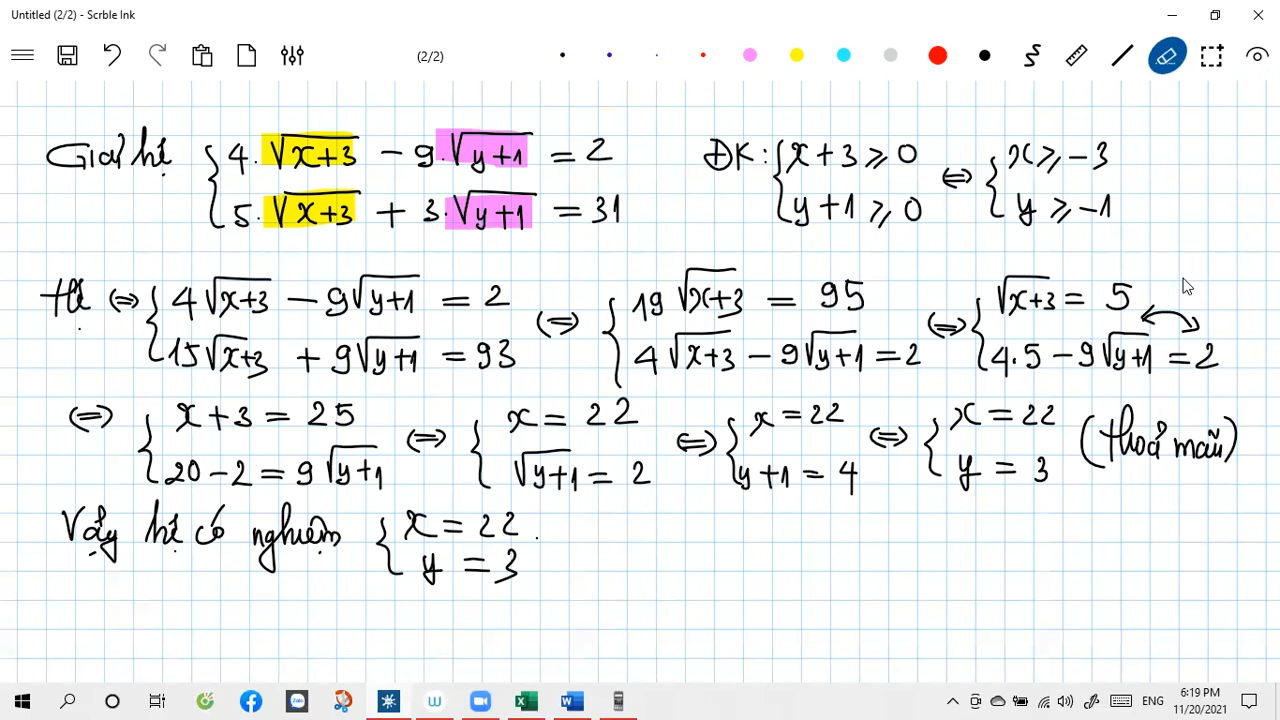 Untitled (2/2) - Scrble Ink
(2/2)
Giải hệ { 4.√(x+3) - 9.√(y+1) = 2
5.√(x+3) + 3.√(y+1) = 31
ĐK: { x+3 ⩾ 0
y+1 ⩾ 0
⇔ { x ⩾ -3
y ⩾ -1
Hệ ⇔ { 4√(x+3) - 9√(y+1) = 2
15√(x+3) + 9√(y+1) = 93
⇔ { 19√(x+3) = 95
4√(x+3) - 9√(y+1) = 2
⇔ { √(x+3) = 5
4.5 - 9√(y+1) = 2
⇔ { x+3 = 25
20-2 = 9√(y+1)
⇔ { x = 22
√(y+1) = 2
⇔ { x = 22
y+1 = 4
⇔ { x = 22
y = 3
(thoả mãn)
Vậy hệ có nghiệm { x = 22
y = 3
.
Zalo
W
X
W
ENG
6:19 PM
11/20/2021